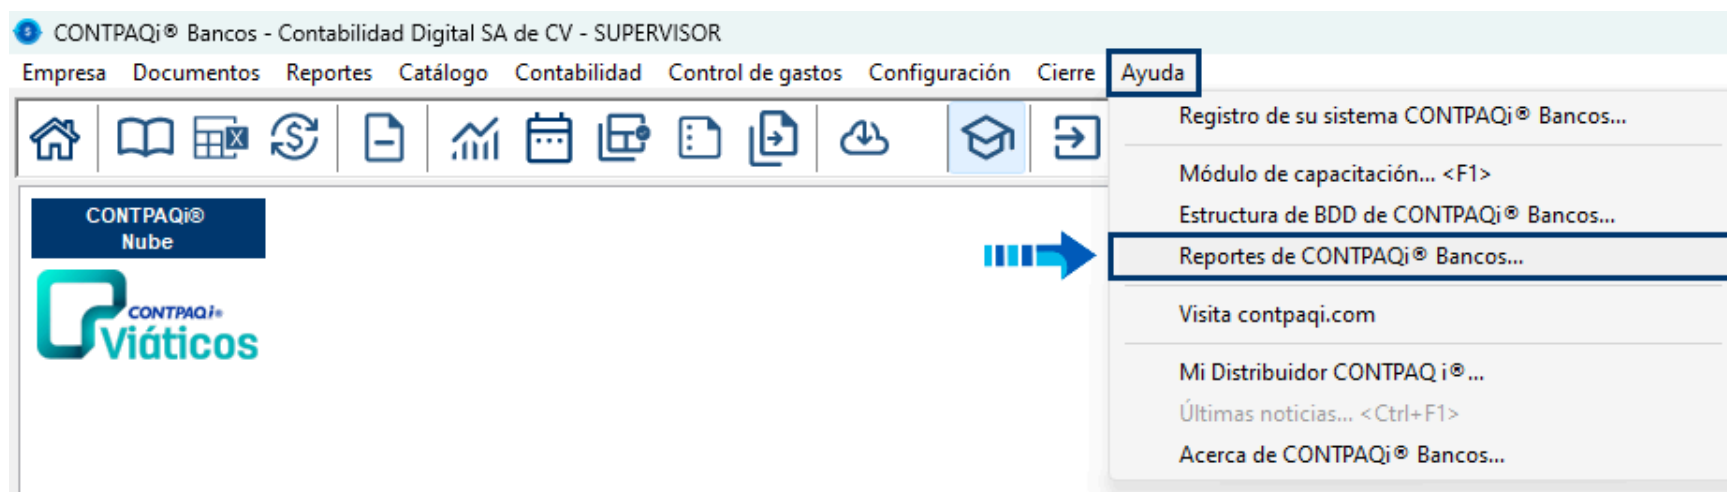 CONTPAQi® Bancos - Contabilidad Digital SA de CV - SUPERVISOR
Empresa Documentos Reportes Catálogo Contabilidad Control de gastos Configuración Cierre Ayuda
Registro de su sistema CONTPAQi® Bancos...
Módulo de capacitación... <F1>
Estructura de BDD de CONTPAQi® Bancos...
Reportes de CONTPAQi® Bancos...
Visita contpaqi.com
Mi Distribuidor CONTPAQ i®...
Últimas noticias... <Ctrl+F1>
Acerca de CONTPAQi® Bancos...
CONTPAQi®
Nube
CONTPAQi®
Viáticos